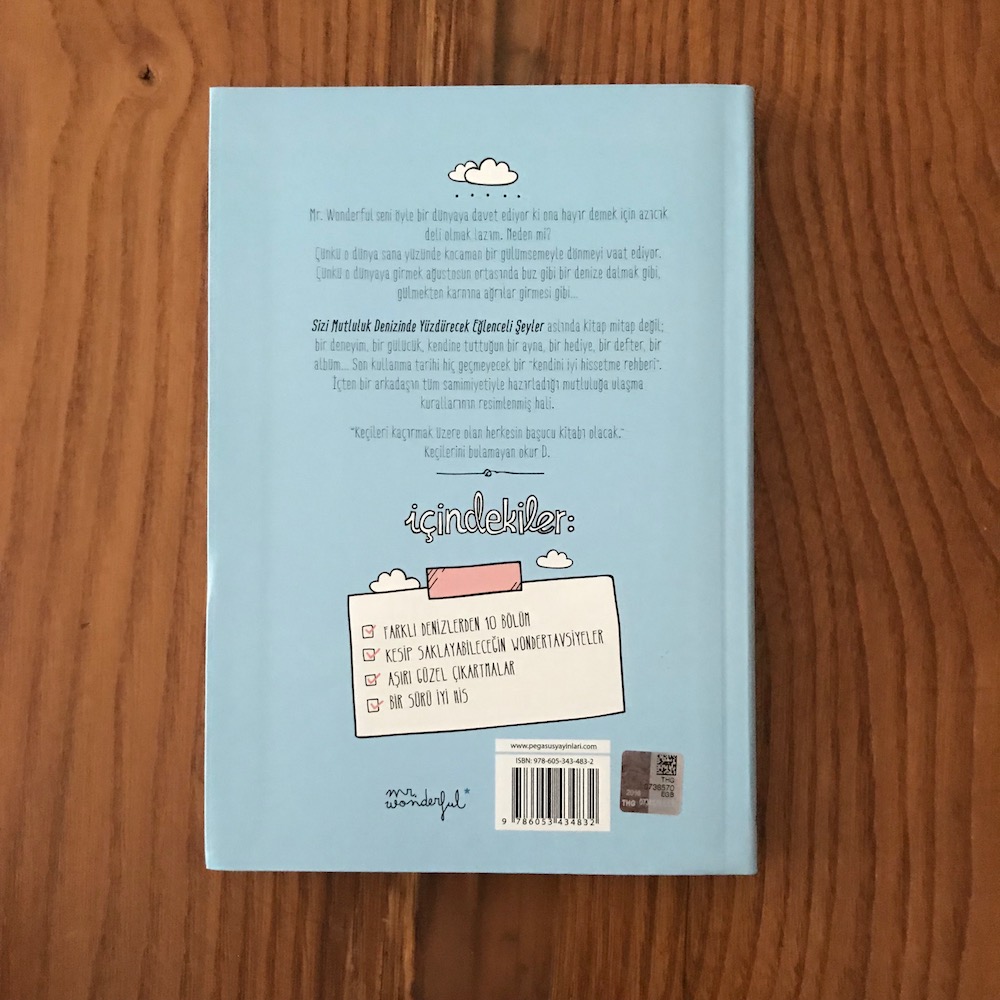 Mr. Wonderful seni öyle bir dünyaya davet ediyor ki ona hayır demek için azıcık
deli olmak lazım. Neden mi?
Çünkü o dünya sana yüzünde kocaman bir gülümsemeyle dünmeyi vaat ediyor.
Çünkü o dünyaya girmek ağustosun ortasında buz gibi bir denize dalmak gibi,
gülmekten karnına ağrılar girmesi gibi...
Sizi Mutluluk Denizinde Yüzdürecek Eğlenceli Şeyler aslında kitap mitap değil;
bir deneyim, bir gülücük, kendine tuttuğun bir ayna, bir hediye, bir defter, bir
albüm... Son kullanma tarihi hiç geçmeyecek bir "kendini iyi hissetme rehberi".
İçten bir arkadaşın tüm samimiyetiyle hazırladığı mutluluğa ulaşma
kurallarının resimlenmiş hali.
"Keçileri kaçırmak üzere olan herkesin başucu kitabı olacak."
Keçilerini bulamayan okur D.
içindekiler:
FARKLI DENİZLERDEN 10 BÖLÜM
KESİP SAKLAYABİLECEĞİN WONDERTAVSİYELER
AŞIRI GÜZEL ÇIKARTMALAR
BİR SÜRÜ İYİ HİS
www.pegasusyayinlari.com
ISBN: 978-605-343-483-2
9 786053 434832
mr.
wonderful*
THG
0736570
EGB
2016
THG